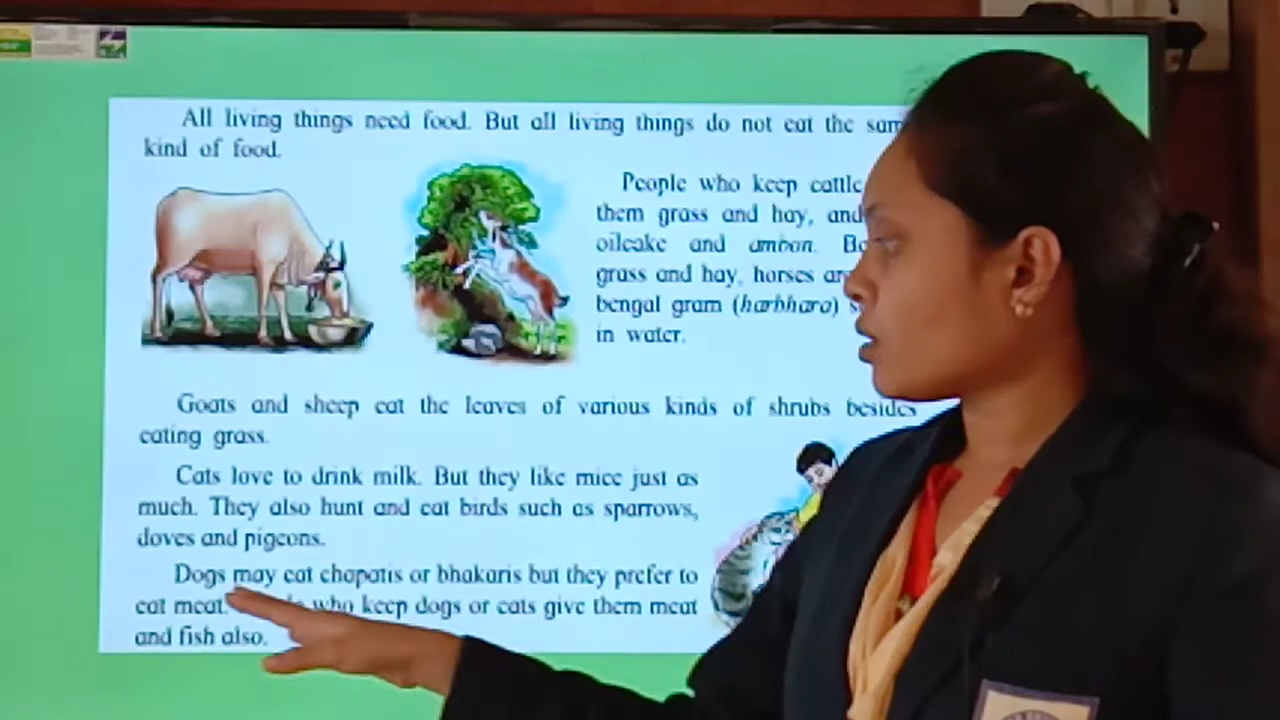 All living things need food. But all living things do not eat the
kind of food.
People who keep cattle
them grass and hay, and
oilcake and ambon.
grass and hay, horses
bengal gram (harbhara)
in water.
Goats and sheep eat the leaves of various kinds of shrubs besides
eating grass.
Cats love to drink milk. But they like mice just as
much. They also hunt and eat birds such as sparrows,
doves and pigeons.
Dogs may eat chapatis or bhakaris but they prefer to
eat meat. who keep dogs or cats give them meat
and fish also.